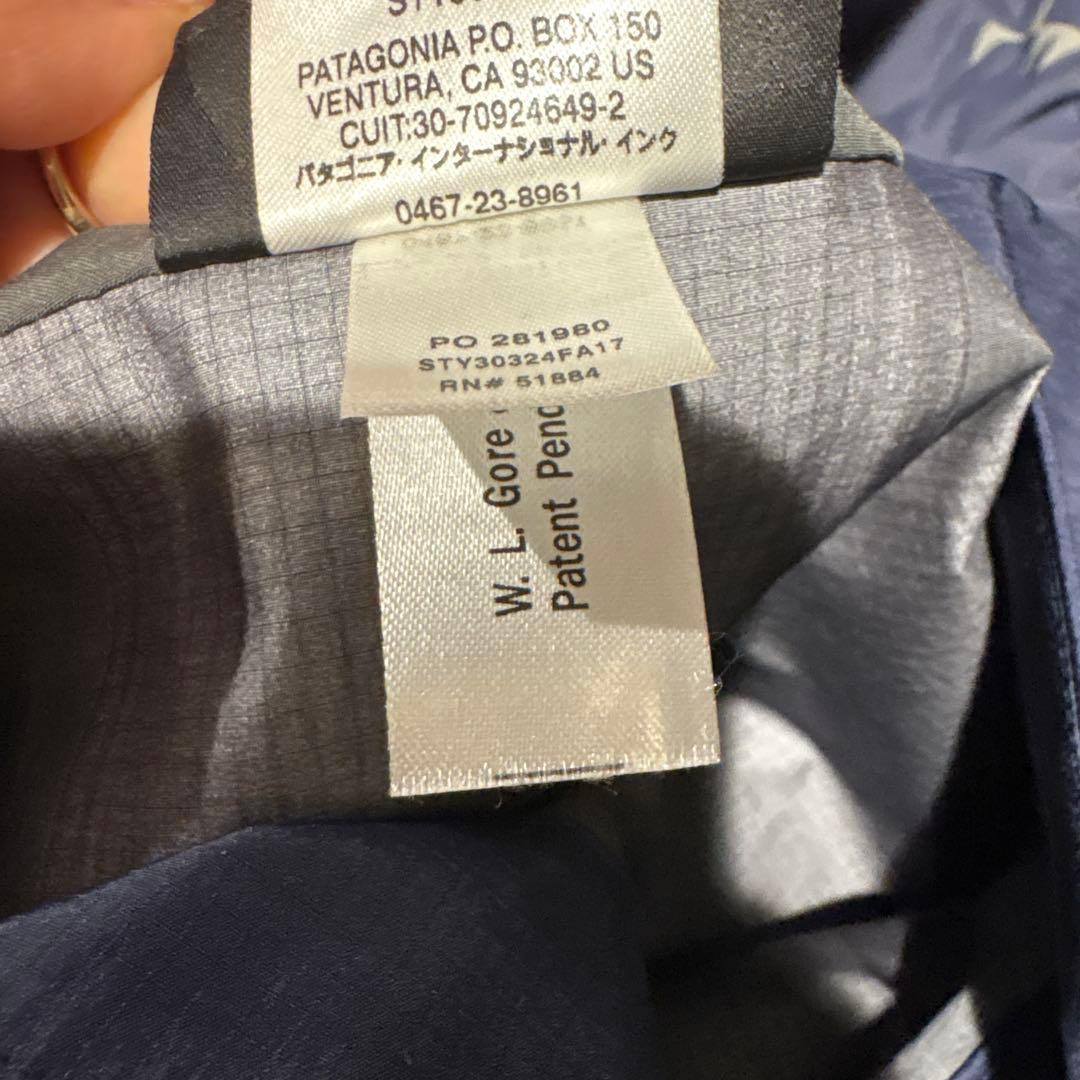 PATAGONIA P.O. BOX 150
VENTURA, CA 93002 US
CUIT:30-70924649-2
パタゴニア・インターナショナル・インク
0467-23-8961
PO 281980
STY30324FA17
RN# 51884
W. L. Gore
Patent Pend